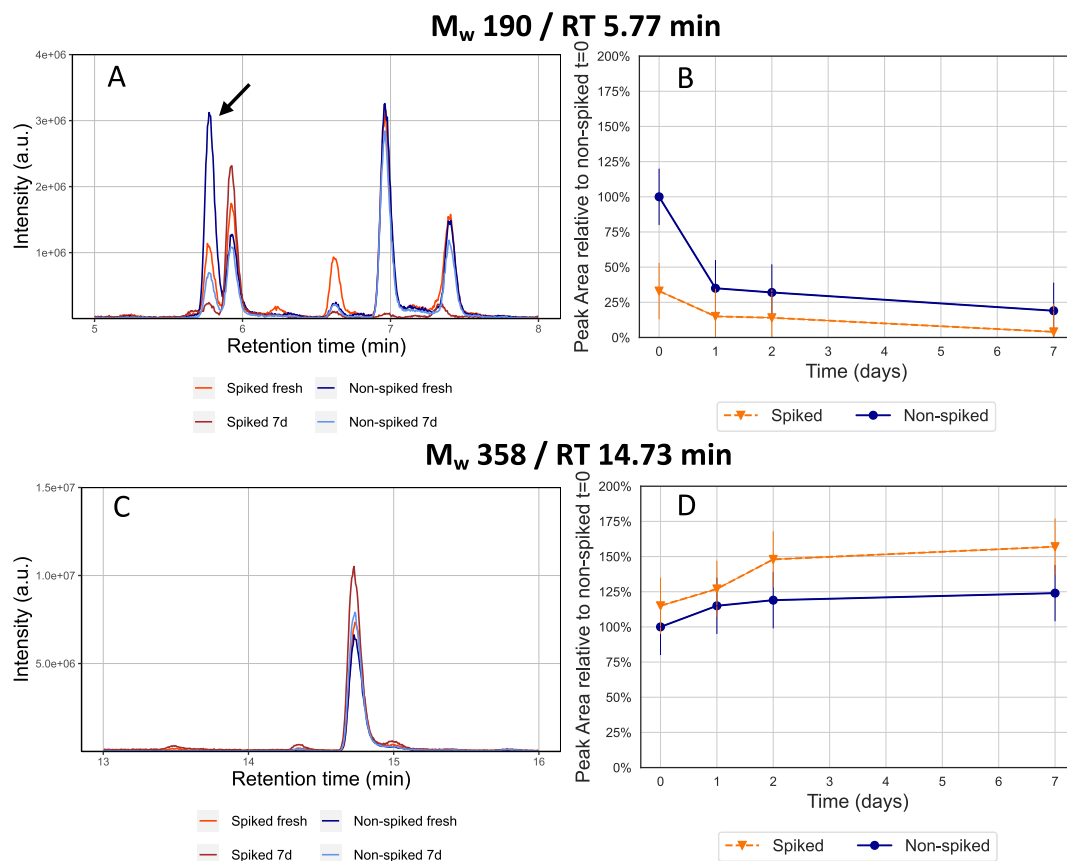 M_w 190 / RT 5.77 min
A
4e+06
3e+06
2e+06
1e+06
Intensity (a.u.)
5 6 7 8
Retention time (min)
Spiked fresh Non-spiked fresh
Spiked 7d Non-spiked 7d
B
Peak Area relative to non-spiked t=0
200%
175%
150%
125%
100%
75%
50%
25%
0%
0 1 2 3 4 5 6 7
Time (days)
Spiked Non-spiked
M_w 358 / RT 14.73 min
C
1.5e+07
1.0e+07
5.0e+06
Intensity (a.u.)
13 14 15 16
Retention time (min)
Spiked fresh Non-spiked fresh
Spiked 7d Non-spiked 7d
D
Peak Area relative to non-spiked t=0
200%
175%
150%
125%
100%
75%
50%
25%
0%
0 1 2 3 4 5 6 7
Time (days)
Spiked Non-spiked